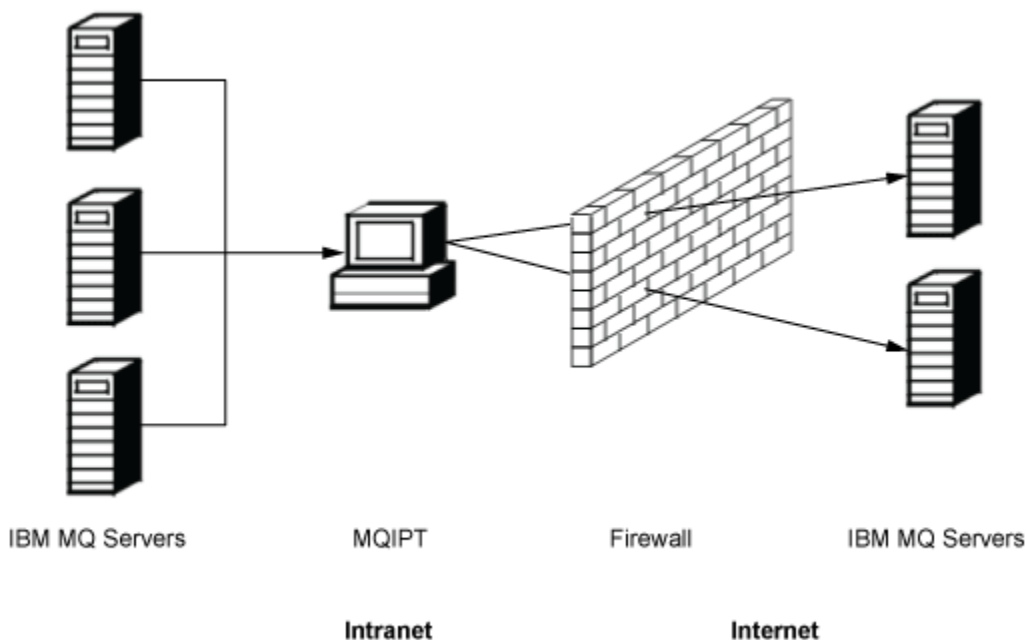 IBM MQ Servers
MQIPT
Firewall
IBM MQ Servers
Intranet
Internet